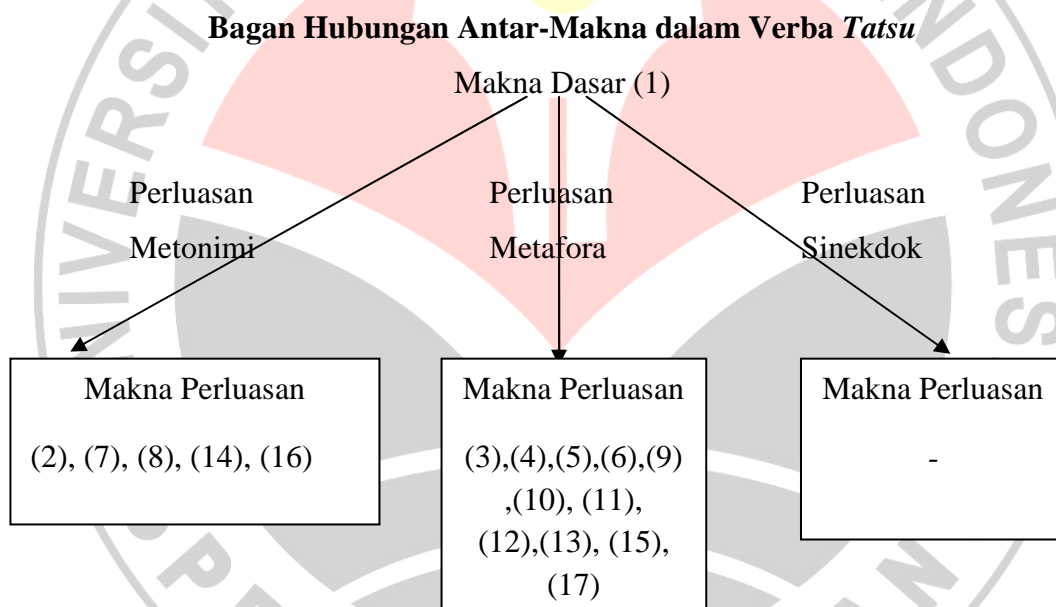 Bagan Hubungan Antar-Makna dalam Verba Tatsu
Makna Dasar (1)
Perluasan
Metonimi
Perluasan
Metafora
Perluasan
Sinekdok
Makna Perluasan
(2), (7), (8), (14), (16)
Makna Perluasan
(3),(4),(5),(6),(9)
,(10), (11),
(12),(13), (15),
(17)
Makna Perluasan
-